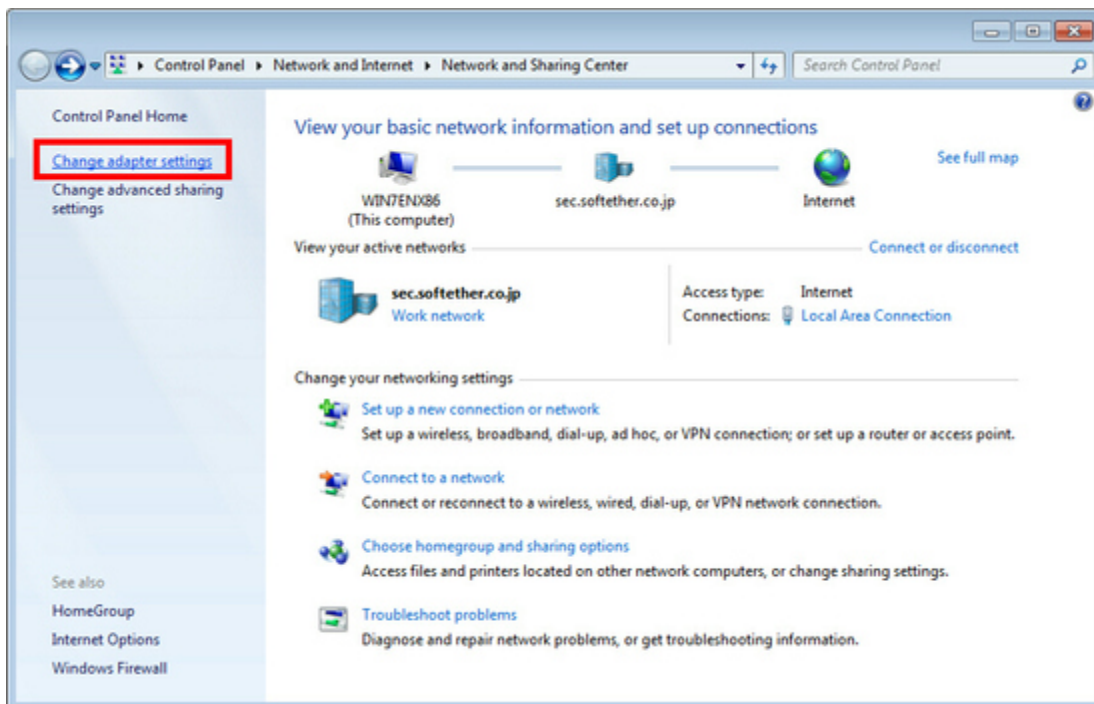 Control Panel ▸ Network and Internet ▸ Network and Sharing Center
Search Control Panel
Control Panel Home
Change adapter settings
Change advanced sharing
settings
See also
HomeGroup
Internet Options
Windows Firewall
View your basic network information and set up connections
See full map
WIN7ENX86
(This computer)
sec.softether.co.jp
Internet
View your active networks
Connect or disconnect
sec.softether.co.jp
Work network
Access type: Internet
Connections: Local Area Connection
Change your networking settings
Set up a new connection or network
Set up a wireless, broadband, dial-up, ad hoc, or VPN connection; or set up a router or access point.
Connect to a network
Connect or reconnect to a wireless, wired, dial-up, or VPN network connection.
Choose homegroup and sharing options
Access files and printers located on other network computers, or change sharing settings.
Troubleshoot problems
Diagnose and repair network problems, or get troubleshooting information.